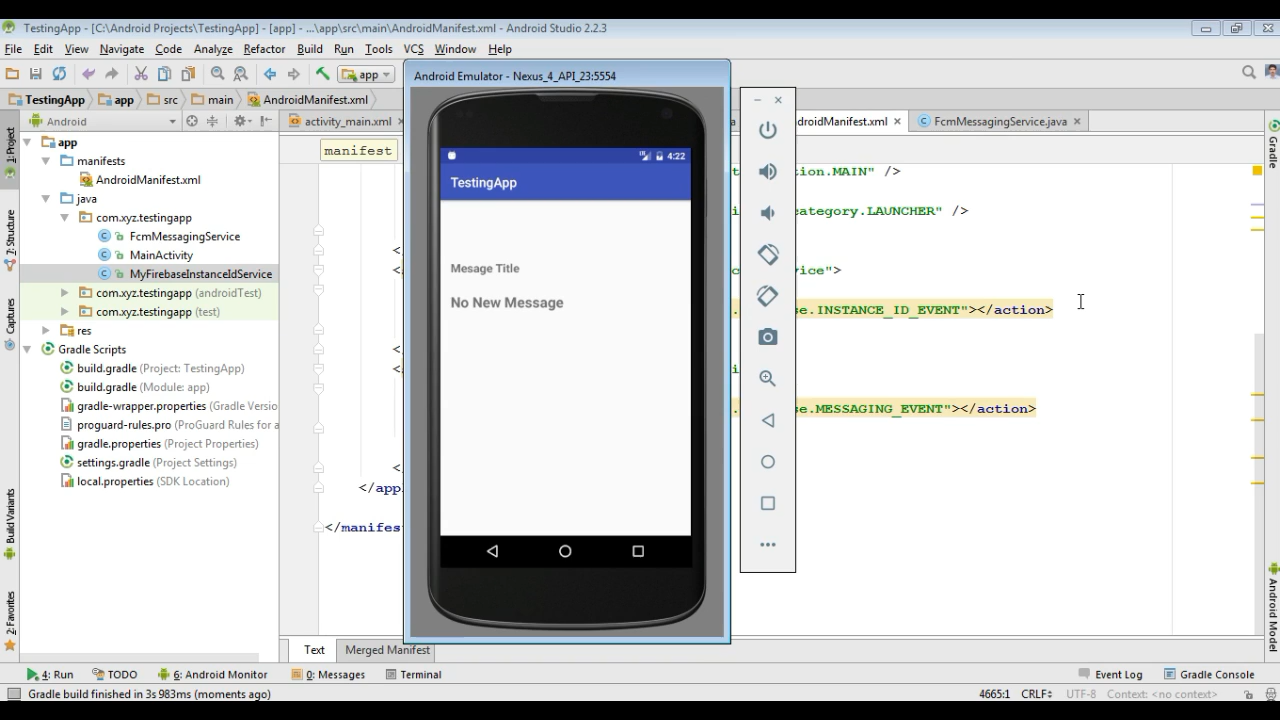 TestingApp - [C:\Android Projects\TestingApp] - [app] - ...\app\src\main\AndroidManifest.xml - Android Studio 2.2.3
File Edit View Navigate Code Analyze Refactor Build Run Tools VCS Window Help
app
TestingApp app src main AndroidManifest.xml
Android
activity_main.xml
droidManifest.xml
FcmMessagingService.java
1: Project
7: Structure
Captures
Build Variants
2: Favorites
app
manifests
AndroidManifest.xml
java
com.xyz.testingapp
FcmMessagingService
MainActivity
MyFirebaseInstanceIdService
com.xyz.testingapp (androidTest)
com.xyz.testingapp (test)
res
Gradle Scripts
build.gradle (Project: TestingApp)
build.gradle (Module: app)
gradle-wrapper.properties (Gradle Versio
proguard-rules.pro (ProGuard Rules for a
gradle.properties (Project Properties)
settings.gradle (Project Settings)
local.properties (SDK Location)
manifest
</
<
</
<
</
</app
</manifes
Android Emulator - Nexus_4_API_23:5554
4:22
TestingApp
Mesage Title
No New Message
tion.MAIN" />
category.LAUNCHER" />
vice">
se.INSTANCE_ID_EVENT"></action>
se.MESSAGING_EVENT"></action>
Gradle
Android Model
Text Merged Manifest
4: Run TODO 6: Android Monitor 0: Messages Terminal Event Log Gradle Console
Gradle build finished in 3s 983ms (moments ago) 4665:1 CRLF UTF-8 Context: <no context>